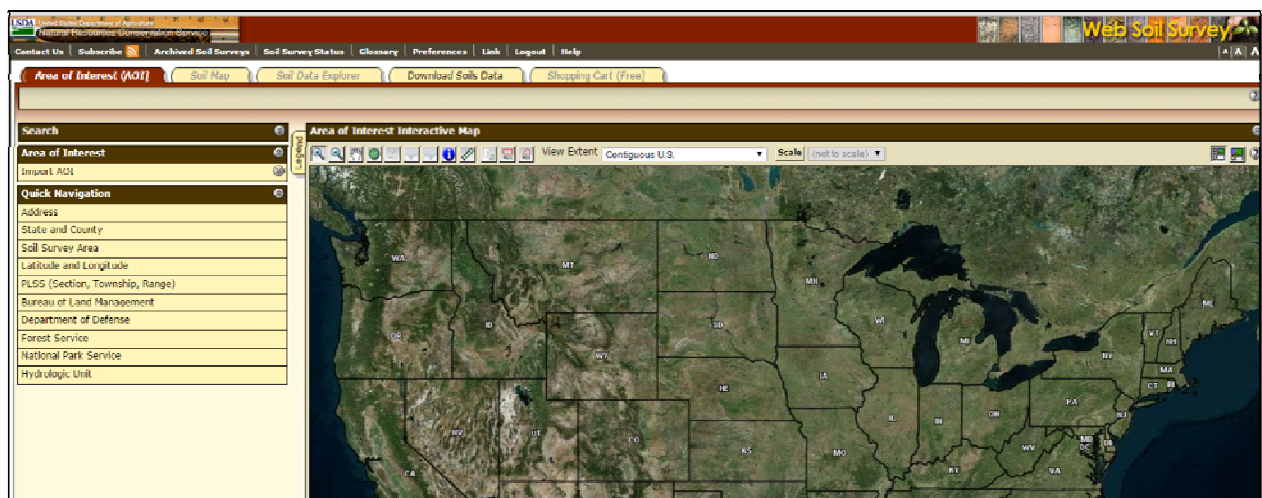 USDA United States Department of Agriculture
Natural Resources Conservation Service
Web Soil Survey
Contact Us | Subscribe | Archived Soil Surveys | Soil Survey Status | Glossary | Preferences | Link | Logout | Help
A A A
Area of Interest (AOI) Soil Map Soil Data Explorer Download Soils Data Shopping Cart (Free)
Search
Area of Interest
Import AOI
Quick Navigation
Address
State and County
Soil Survey Area
Latitude and Longitude
PLSS (Section, Township, Range)
Bureau of Land Management
Department of Defense
Forest Service
National Park Service
Hydrologic Unit
Legend
Area of Interest Interactive Map
View Extent Contiguous U.S. Scale (not to scale)
WA MT ND MN ME
OR ID SD WI MI VT NH
WY NY MA
CT RI
NE IA PA
NV UT CO IL IN OH NJ
KS MO WV MD DE
DC
CA KY VA